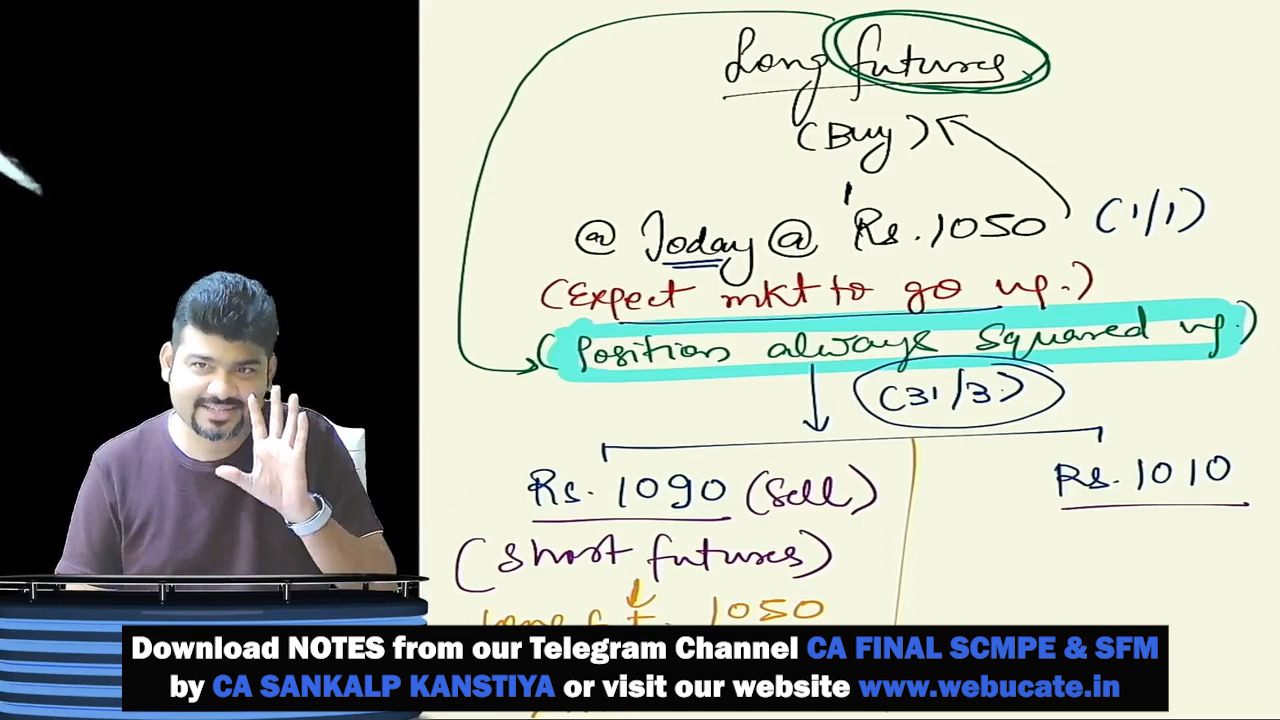 Long futures
(Buy)
@ Today @ Rs. 1050 (1/1)
(Expect mkt to go up.)
(Position always squared up.)
(31/3)
Rs. 1090 (Sell)
Rs. 1010
(Short futures)
1050
Download NOTES from our Telegram Channel CA FINAL SCMPE & SFM
by CA SANKALP KANSTIYA or visit our website www.webucate.in